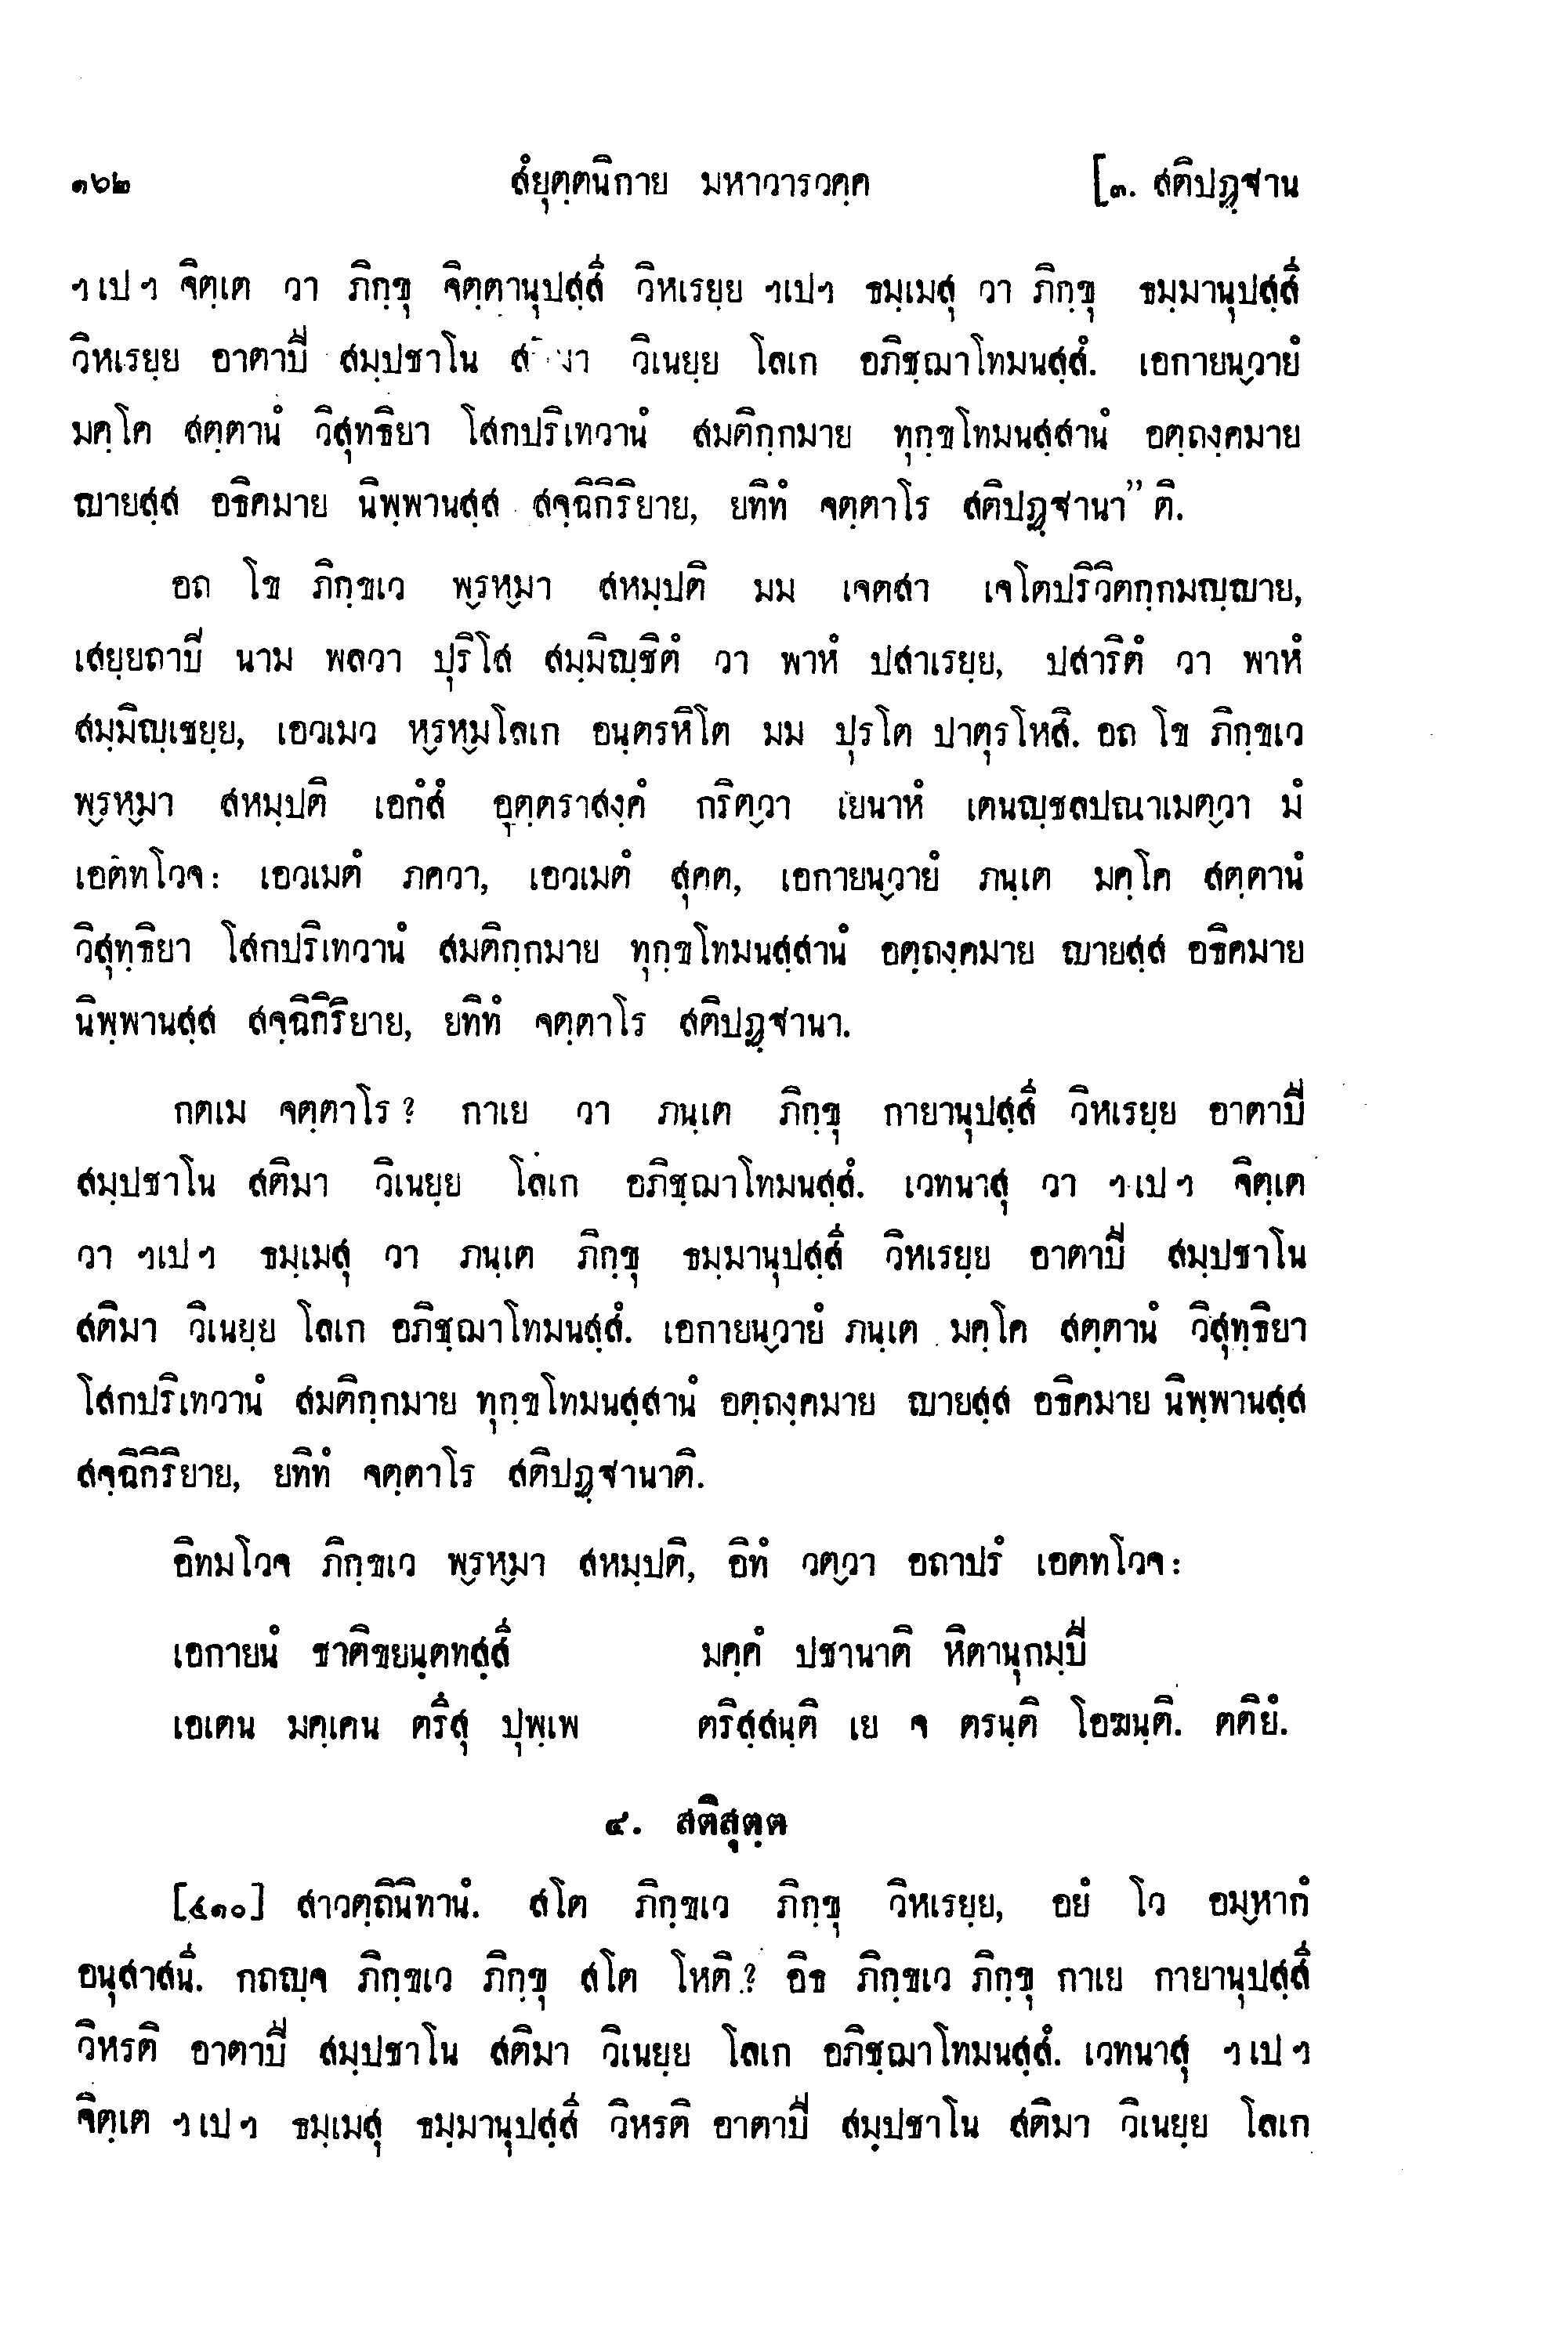 ๑๖๒ สํยุตฺตนิกาย มหาวารวคฺค [๓. สติปฏฺฐาน
ฯเปฯ จิตฺเต วา ภิกฺขุ จิตฺตานุปสฺสี วิหเรยฺย ฯเปฯ ธมฺเมสุ วา ภิกฺขุ ธมฺมานุปสฺสี
วิหเรยฺย อาตาปี สมฺปชาโน วิเนยฺย โลเก อภิชฺฌาโทมนสฺสํ. เอกายนฺวายํ
มคฺโค สตฺตานํ วิสุทธิยา โสกปริเทวานํ สมติกฺกมาย ทุกฺขโทมนสฺสานํ อตฺถงฺคมาย
ญายสฺส อธิคมาย นิพฺพานสฺส สจฺฉิกิริยาย, ยทิทํ จตฺตาโร สติปฏฺฐานา” ติ.
อถ โข ภิกฺขเว พฺรหฺมา สหมฺปติ มม เจตสา เจโตปริวิตกฺกมญฺญาย,
เสยฺยถาปี นาม พลวา ปุริโส สมฺมิญฺชิตํ วา พาหํ ปสาเรยฺย, ปสาริตํ วา พาหํ
สมฺมิญฺเชยฺย, เอวเมว หฺรหฺมโลเก อนฺตรหิโต มม ปุรโต ปาตุรโหสิ. อถ โข ภิกฺขเว
พฺรหฺมา สหมฺปติ เอกํสํ อุตฺตราสงฺคํ กริตฺวา เยนาหํ เตนญฺชลปณาเมตฺวา มํ
เอตทโวจ: เอวเมตํ ภควา, เอวเมตํ สุคต, เอกายนฺวายํ ภนฺเต มคฺโค สตฺตานํ
วิสุทฺธิยา โสกปริเทวานํ สมติกฺกมาย ทุกฺขโทมนสฺสานํ อตฺถงฺคมาย ญายสฺส อธิคมาย
นิพฺพานสฺส สจฺฉิกิริยาย, ยทิทํ จตฺตาโร สติปฏฺฐานา.
กตเม จตฺตาโร? กาเย วา ภนฺเต ภิกฺขุ กายานุปสฺสี วิหเรยฺย อาตาปี
สมฺปชาโน สติมา วิเนยฺย โลเก อภิชฺฌาโทมนสฺสํ. เวทนาสุ วา ฯเปฯ จิตฺเต
วา ฯเปฯ ธมฺเมสุ วา ภนฺเต ภิกฺขุ ธมฺมานุปสฺสี วิหเรยฺย อาตาปี สมฺปชาโน
สติมา วิเนยฺย โลเก อภิชฺฌาโทมนสฺสํ. เอกายนฺวายํ ภนฺเต มคฺโค สตฺตานํ วิสุทฺธิยา
โสกปริเทวานํ สมติกฺกมาย ทุกฺขโทมนสฺสานํ อตฺถงฺคมาย ญายสฺส อธิคมาย นิพฺพานสฺส
สจฺฉิกิริยาย, ยทิทํ จตฺตาโร สติปฏฺฐานาติ.
อิทมโวจ ภิกฺขเว พฺรหฺมา สหมฺปติ, อิทํ วตฺวา อถาปรํ เอตทโวจ:
เอกายนํ ชาติขยนฺตทสฺสี มคฺคํ ปชานาติ หิตานุกมฺปี
เอเตน มคฺเคน ตรึสุ ปุพฺเพ ตริสฺสนฺติ เย จ ตรนฺติ โอฆนฺติ. ตติยํ.
๔. สติสุตฺต
[๔๑๐] สาวตฺถินิทานํ. สโต ภิกฺขเว ภิกฺขุ วิหเรยฺย, อยํ โว อมฺหากํ
อนุสาสนี. กถญฺจ ภิกฺขเว ภิกฺขุ สโต โหติ? อิธ ภิกฺขเว ภิกฺขุ กาเย กายานุปสฺสี
วิหรติ อาตาปี สมฺปชาโน สติมา วิเนยฺย โลเก อภิชฺฌาโทมนสฺสํ. เวทนาสุ ฯเปฯ
จิตฺเต ฯเปฯ ธมฺเมสุ ธมฺมานุปสฺสี วิหรติ อาตาปี สมฺปชาโน สติมา วิเนยฺย โลเก